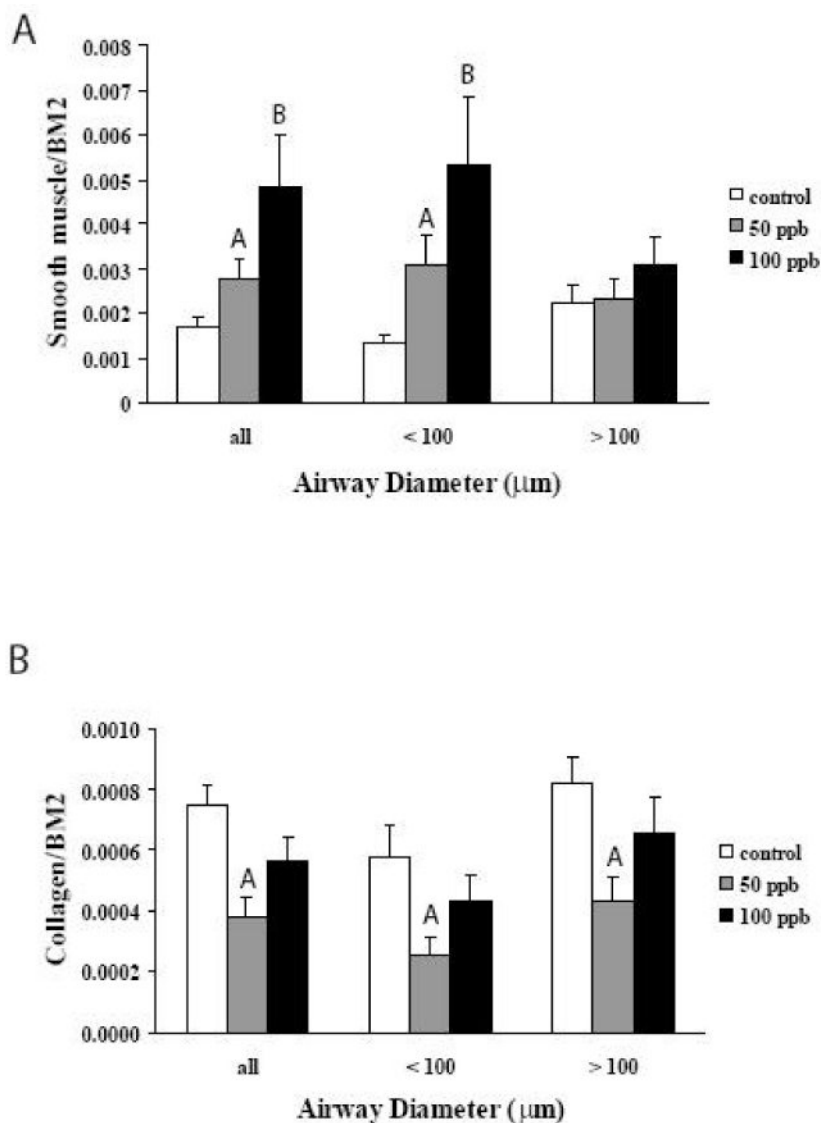 A
0.008
0.007
0.006
0.005
0.004
0.003
0.002
0.001
0
Smooth muscle/BM2
A
B
A
B
control
50 ppb
100 ppb
all
< 100
> 100
Airway Diameter (μm)
B
0.0010
0.0008
0.0006
0.0004
0.0002
0.0000
Collagen/BM2
A
A
A
control
50 ppb
100 ppb
all
< 100
> 100
Airway Diameter (μm)